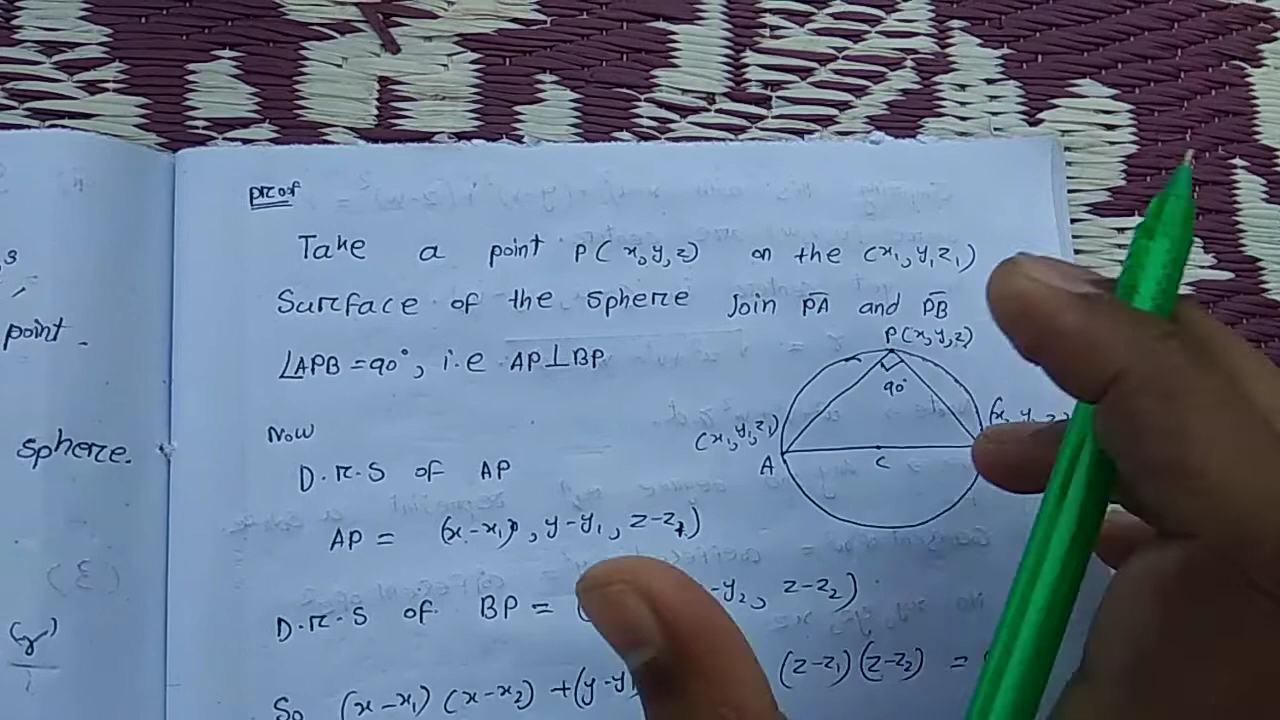 Proof
Take a point P(x, y, z) on the (x₁, y₁ z₁)
Surface of the sphere Join P̄A and P̄B
∠APB = 90°, i.e AP⊥BP
P(x, y, z)
90°
(x₁, y₁, z₁)
A
C
Now
D.R.S of AP
AP = (x-x₁, y-y₁, z-z₁)
D.R.S of BP = ( -y₂, z-z₂)
So (x-x₁) (x-x₂) + (y-y (z-z₁) (z-z₂) =
point.
sphere.